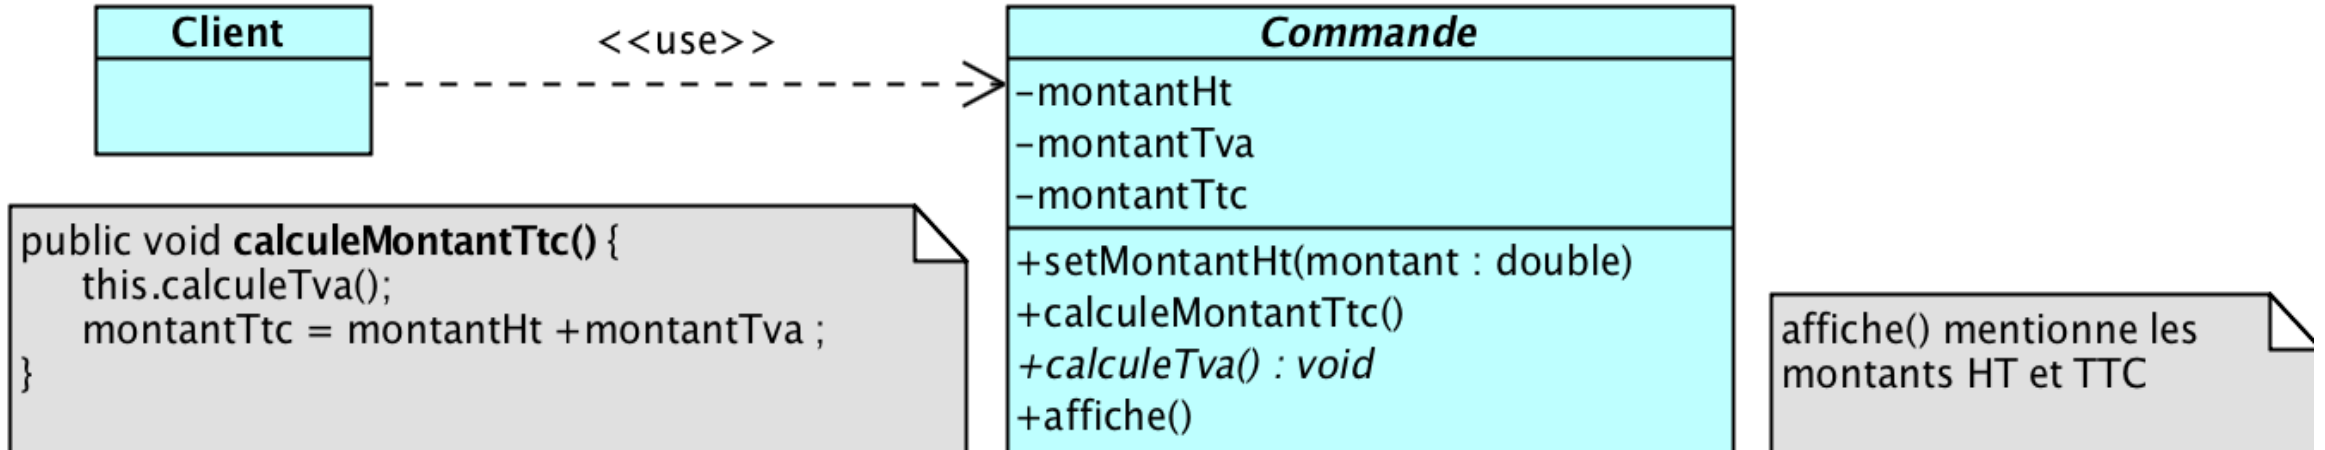 Client
<<use>>
Commande
-montantHt
-montantTva
-montantTtc
+setMontantHt(montant : double)
+calculeMontantTtc()
+calculeTva() : void
+affiche()
public void calculeMontantTtc() {
this.calculeTva();
montantTtc = montantHt +montantTva ;
}
affiche() mentionne les
montants HT et TTC